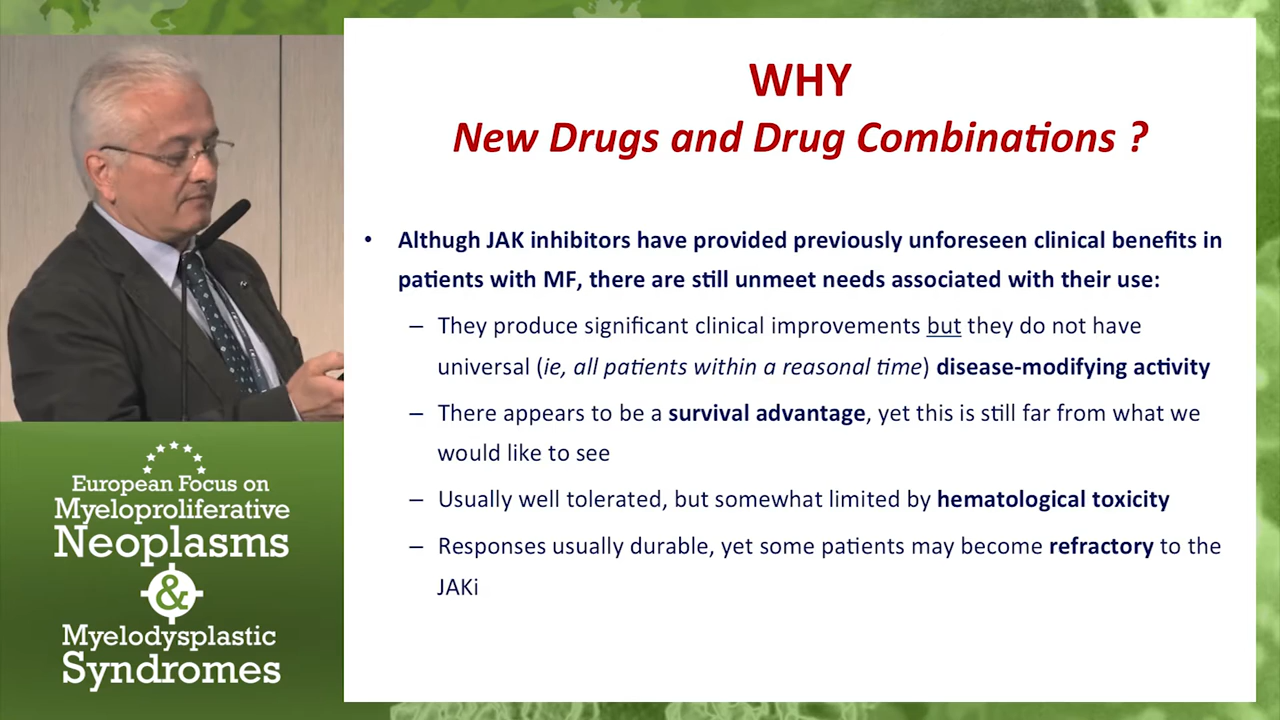 WHY
New Drugs and Drug Combinations ?
• Althugh JAK inhibitors have provided previously unforeseen clinical benefits in
patients with MF, there are still unmeet needs associated with their use:
– They produce significant clinical improvements but they do not have
universal (ie, all patients within a reasonal time) disease-modifying activity
– There appears to be a survival advantage, yet this is still far from what we
would like to see
– Usually well tolerated, but somewhat limited by hematological toxicity
– Responses usually durable, yet some patients may become refractory to the
JAKi
European Focus on
Myeloproliferative
Neoplasms
&
Myelodysplastic
Syndromes